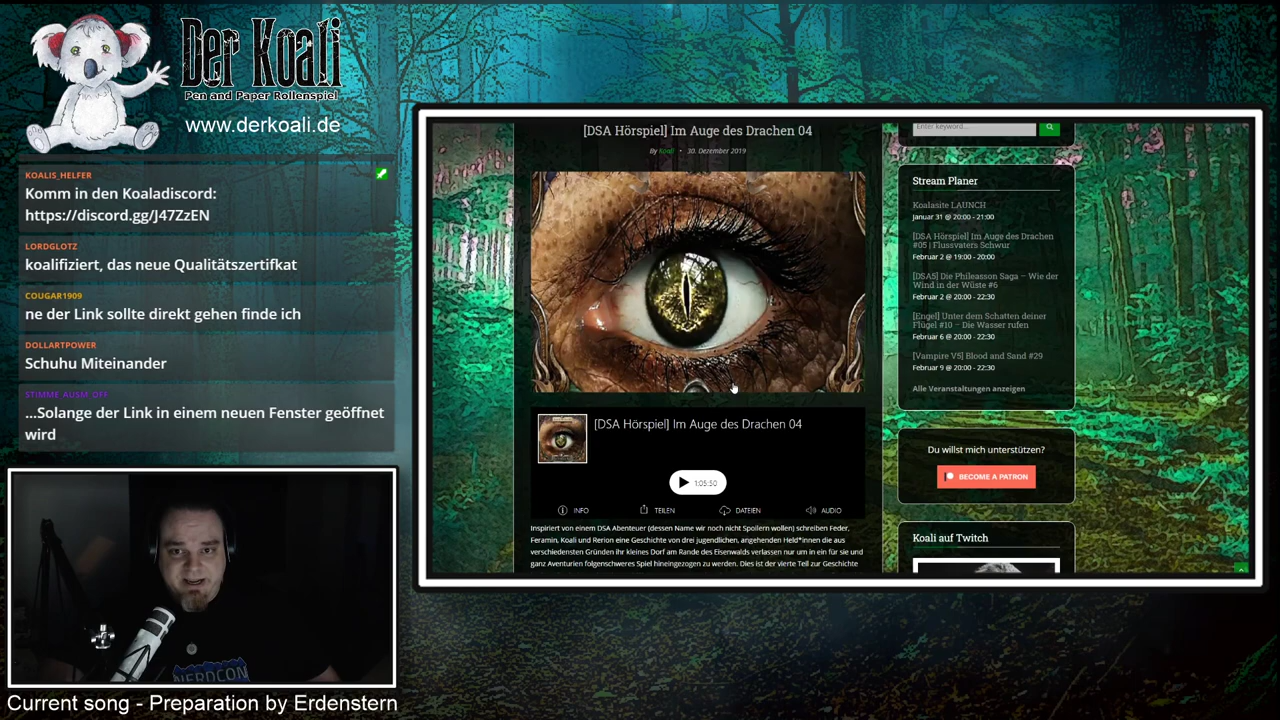 Der Koali
Pen and Paper Rollenspiel
www.derkoali.de
KOALIS_HELFER
Komm in den Koaladiscord:
https://discord.gg/J47ZzEN
LORDGLOTZ
koalifiziert, das neue Qualitätszertifkat
COUGAR1909
ne der Link sollte direkt gehen finde ich
DOLLARTPOWER
Schuhu Miteinander
STIMME_AUSM_OFF
...Solange der Link in einem neuen Fenster geöffnet
wird
NERDCON
Current song - Preparation by Erdenstern
[DSA Hörspiel] Im Auge des Drachen 04
By Koali • 30. Dezember 2019
[DSA Hörspiel] Im Auge des Drachen 04
1:05:50
INFO TEILEN DATEIEN AUDIO
Inspiriert von einem DSA Abenteuer (dessen Name wir noch nicht Spoilern wollen) schreiben Feder,
Feramin, Koali und Rerion eine Geschichte von drei jugendlichen, angehenden Held*innen die aus
verschiedensten Gründen ihr kleines Dorf am Rande des Eisenwalds verlassen nur um in ein für sie und
ganz Aventurien folgenschweres Spiel hineingezogen zu werden. Dies ist der vierte Teil zur Geschichte
Enter keyword...
Stream Planer
Koalasite LAUNCH
Januar 31 @ 20:00 - 21:00
[DSA Hörspiel] Im Auge des Drachen
#05 | Flussvaters Schwur
Februar 2 @ 19:00 - 20:00
[DSA5] Die Phileasson Saga – Wie der
Wind in der Wüste #6
Februar 2 @ 20:00 - 22:30
[Engel] Unter dem Schatten deiner
Flügel #10 – Die Wasser rufen
Februar 6 @ 20:00 - 22:30
[Vampire V5] Blood and Sand #29
Februar 9 @ 20:00 - 22:30
Alle Veranstaltungen anzeigen
Du willst mich unterstützen?
BECOME A PATRON
Koali auf Twitch